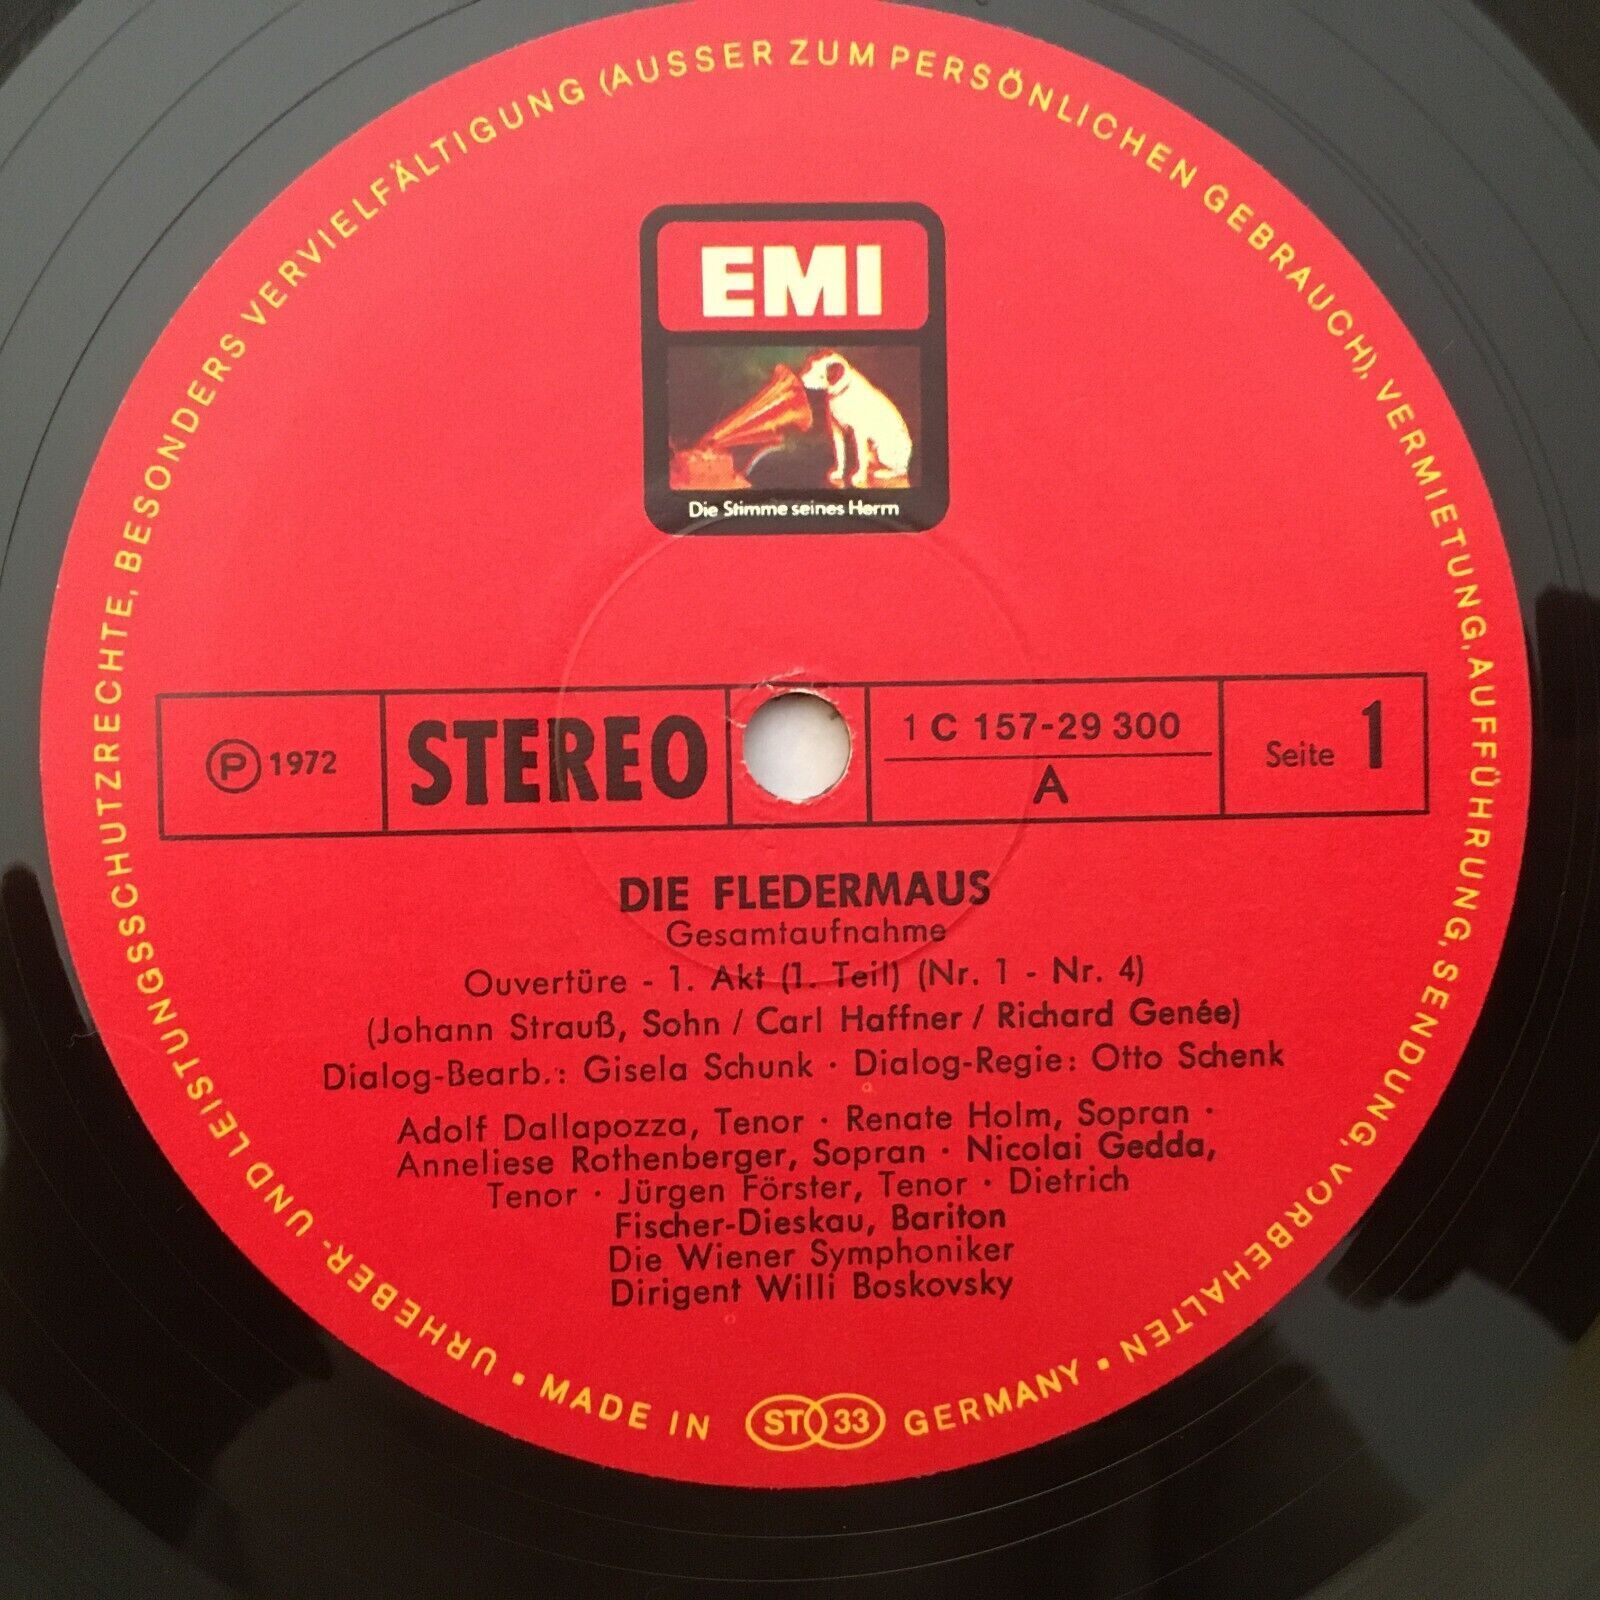 EMI
Die Stimme seines Herrn
℗ 1972
STEREO
1 C 157-29 300
A
Seite 1
DIE FLEDERMAUS
Gesamtaufnahme
Ouvertüre - 1. Akt (1. Teil) (Nr. 1 - Nr. 4)
(Johann Strauß, Sohn / Carl Haffner / Richard Genée)
Dialog-Bearb.: Gisela Schunk · Dialog-Regie: Otto Schenk
Adolf Dallapozza, Tenor · Renate Holm, Sopran ·
Anneliese Rothenberger, Sopran · Nicolai Gedda,
Tenor · Jürgen Förster, Tenor · Dietrich
Fischer-Dieskau, Bariton
Die Wiener Symphoniker
Dirigent Willi Boskovsky
URHEBER- UND LEISTUNGSSCHUTZRECHTE, BESONDERS VERVIELFÄLTIGUNG (AUSSER ZUM PERSÖNLICHEN GEBRAUCH), VERMIETUNG, AUFFÜHRUNG, SENDUNG, VORBEHALTEN •
MADE IN ST 33 GERMANY •